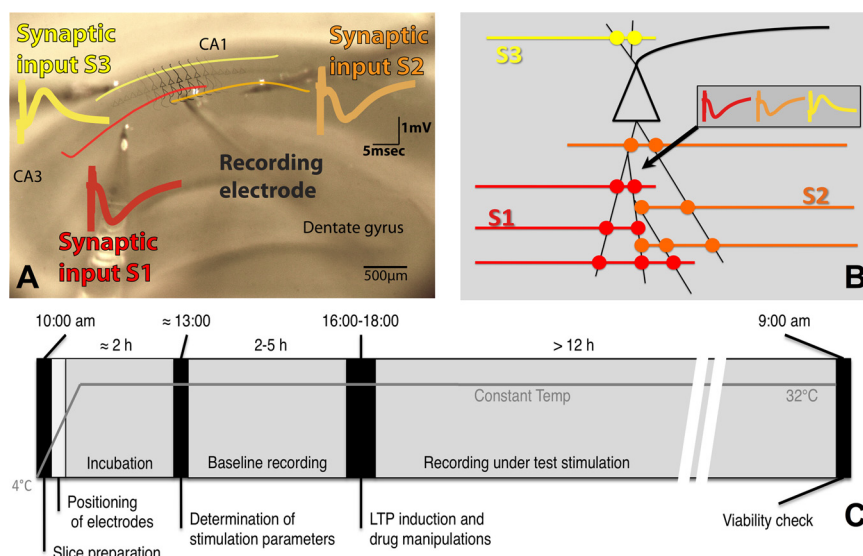 Synaptic
input S3
CA1
Synaptic
input S2
1mV
5msec
CA3
Recording
electrode
Synaptic
input S1
Dentate gyrus
500µm
A
S3
S1
S2
B
10:00 am
≈ 13:00
16:00-18:00
9:00 am
≈ 2 h
2-5 h
> 12 h
Constant Temp
32°C
Incubation
Baseline recording
Recording under test stimulation
4°C
Positioning
of electrodes
Determination of
stimulation parameters
LTP induction and
drug manipulations
Viability check
C
Slice preparation